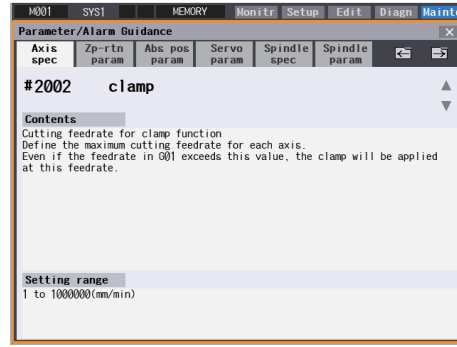 M001 SYS1 MEMORY Monitr Setup Edit Diagn Maint
Parameter/Alarm Guidance
Axis spec Zp-rtn param Abs pos param Servo param Spindle spec Spindle param
#2002 clamp
Contents
Cutting feedrate for clamp function
Define the maximum cutting feedrate for each axis.
Even if the feedrate in G01 exceeds this value, the clamp will be applied
at this feedrate.
Setting range
1 to 1000000(mm/min)